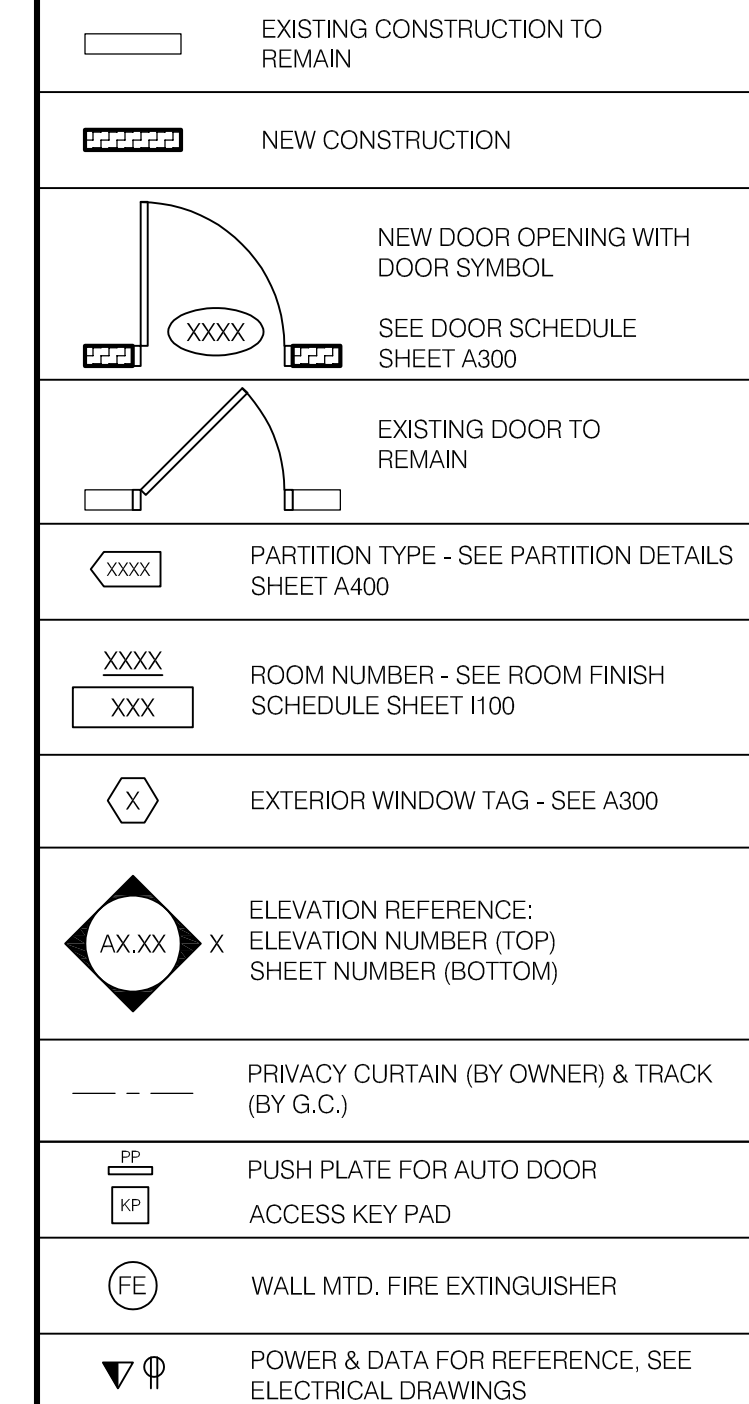 EXISTING CONSTRUCTION TO
REMAIN
NEW CONSTRUCTION
NEW DOOR OPENING WITH
DOOR SYMBOL
XXXX
SEE DOOR SCHEDULE
SHEET A300
EXISTING DOOR TO
REMAIN
XXXX
PARTITION TYPE - SEE PARTITION DETAILS
SHEET A400
XXXX
XXX
ROOM NUMBER - SEE ROOM FINISH
SCHEDULE SHEET I100
X
EXTERIOR WINDOW TAG - SEE A300
AX.XX
X
ELEVATION REFERENCE:
ELEVATION NUMBER (TOP)
SHEET NUMBER (BOTTOM)
PRIVACY CURTAIN (BY OWNER) & TRACK
(BY G.C.)
PP
PUSH PLATE FOR AUTO DOOR
KP
ACCESS KEY PAD
FE
WALL MTD. FIRE EXTINGUISHER
POWER & DATA FOR REFERENCE, SEE
ELECTRICAL DRAWINGS